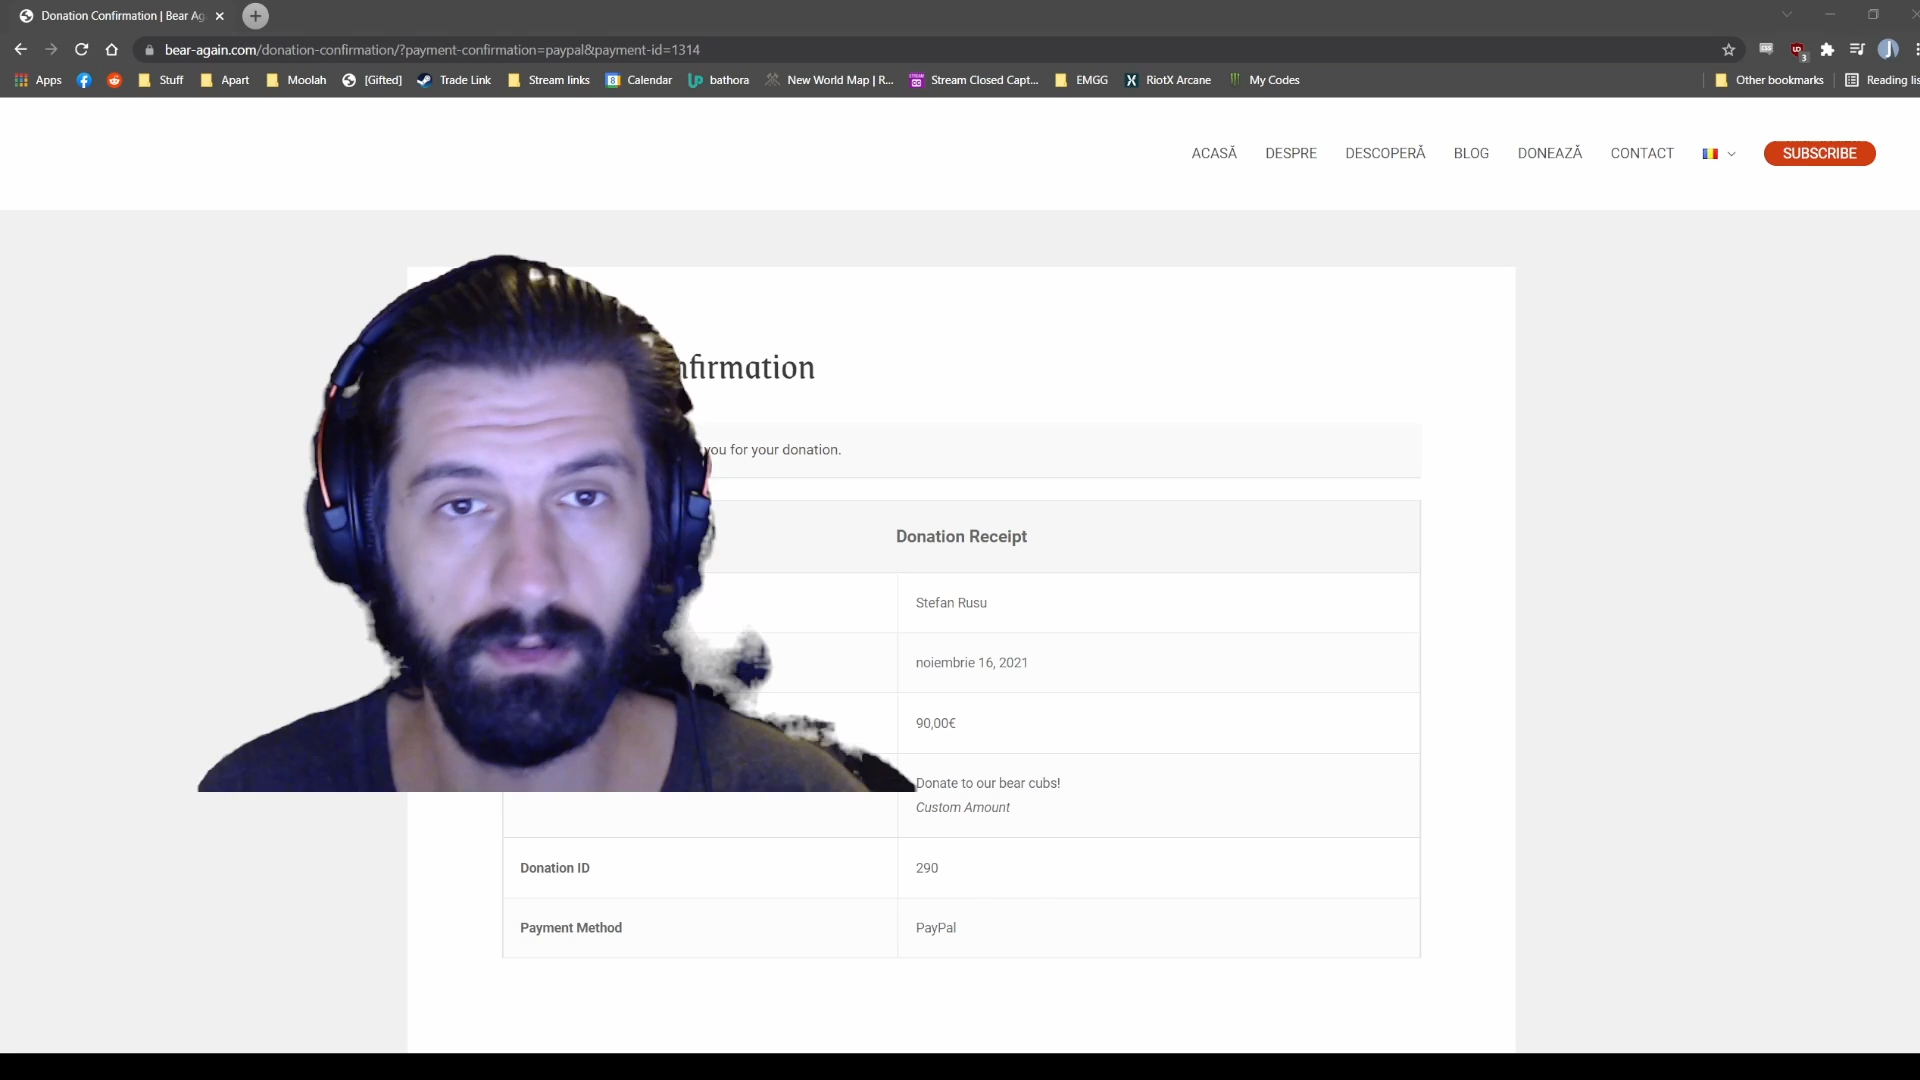 Donation Confirmation | Bear Ag
bear-again.com/donation-confirmation/?payment-confirmation=paypal&payment-id=1314
Apps Stuff Apart Moolah [Gifted] Trade Link Stream links Calendar bathora New World Map | R... Stream Closed Capt... EMGG RiotX Arcane My Codes Other bookmarks Reading lis
ACASĂ DESPRE DESCOPERĂ BLOG DONEAZĂ CONTACT SUBSCRIBE
nfirmation
you for your donation.
Donation Receipt
Stefan Rusu
noiembrie 16, 2021
90,00€
Donate to our bear cubs!
Custom Amount
Donation ID 290
Payment Method PayPal